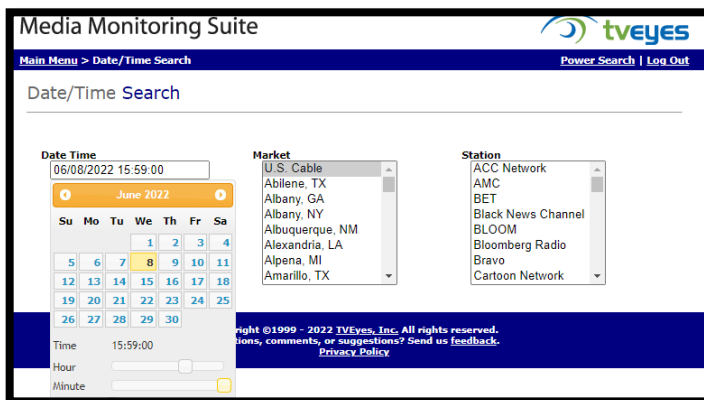 Media Monitoring Suite
tveyes
Main Menu > Date/Time Search
Power Search | Log Out
Date/Time Search
Date Time
06/08/2022 15:59:00
June 2022
Su Mo Tu We Th Fr Sa
1 2 3 4
5 6 7 8 9 10 11
12 13 14 15 16 17 18
19 20 21 22 23 24 25
26 27 28 29 30
Time 15:59:00
Hour
Minute
Market
U.S. Cable
Abilene, TX
Albany, GA
Albany, NY
Albuquerque, NM
Alexandria, LA
Alpena, MI
Amarillo, TX
Station
ACC Network
AMC
BET
Black News Channel
BLOOM
Bloomberg Radio
Bravo
Cartoon Network
right ©1999 - 2022 TVEyes, Inc. All rights reserved.
tions, comments, or suggestions? Send us feedback.
Privacy Policy